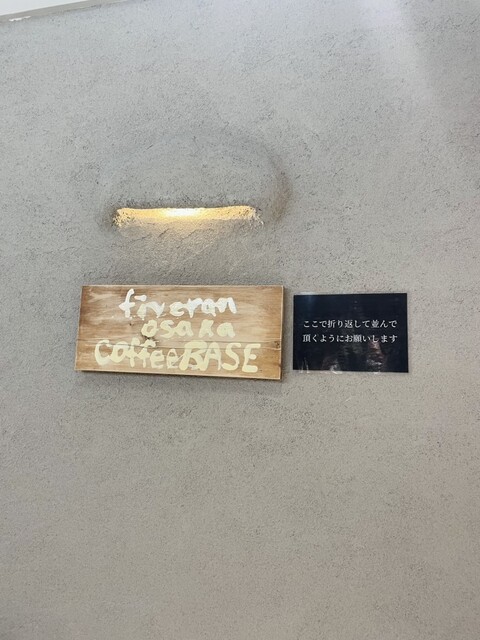 fiveran
osaka
coffeeBASE
ここで折り返して並んで
頂くようにお願いします